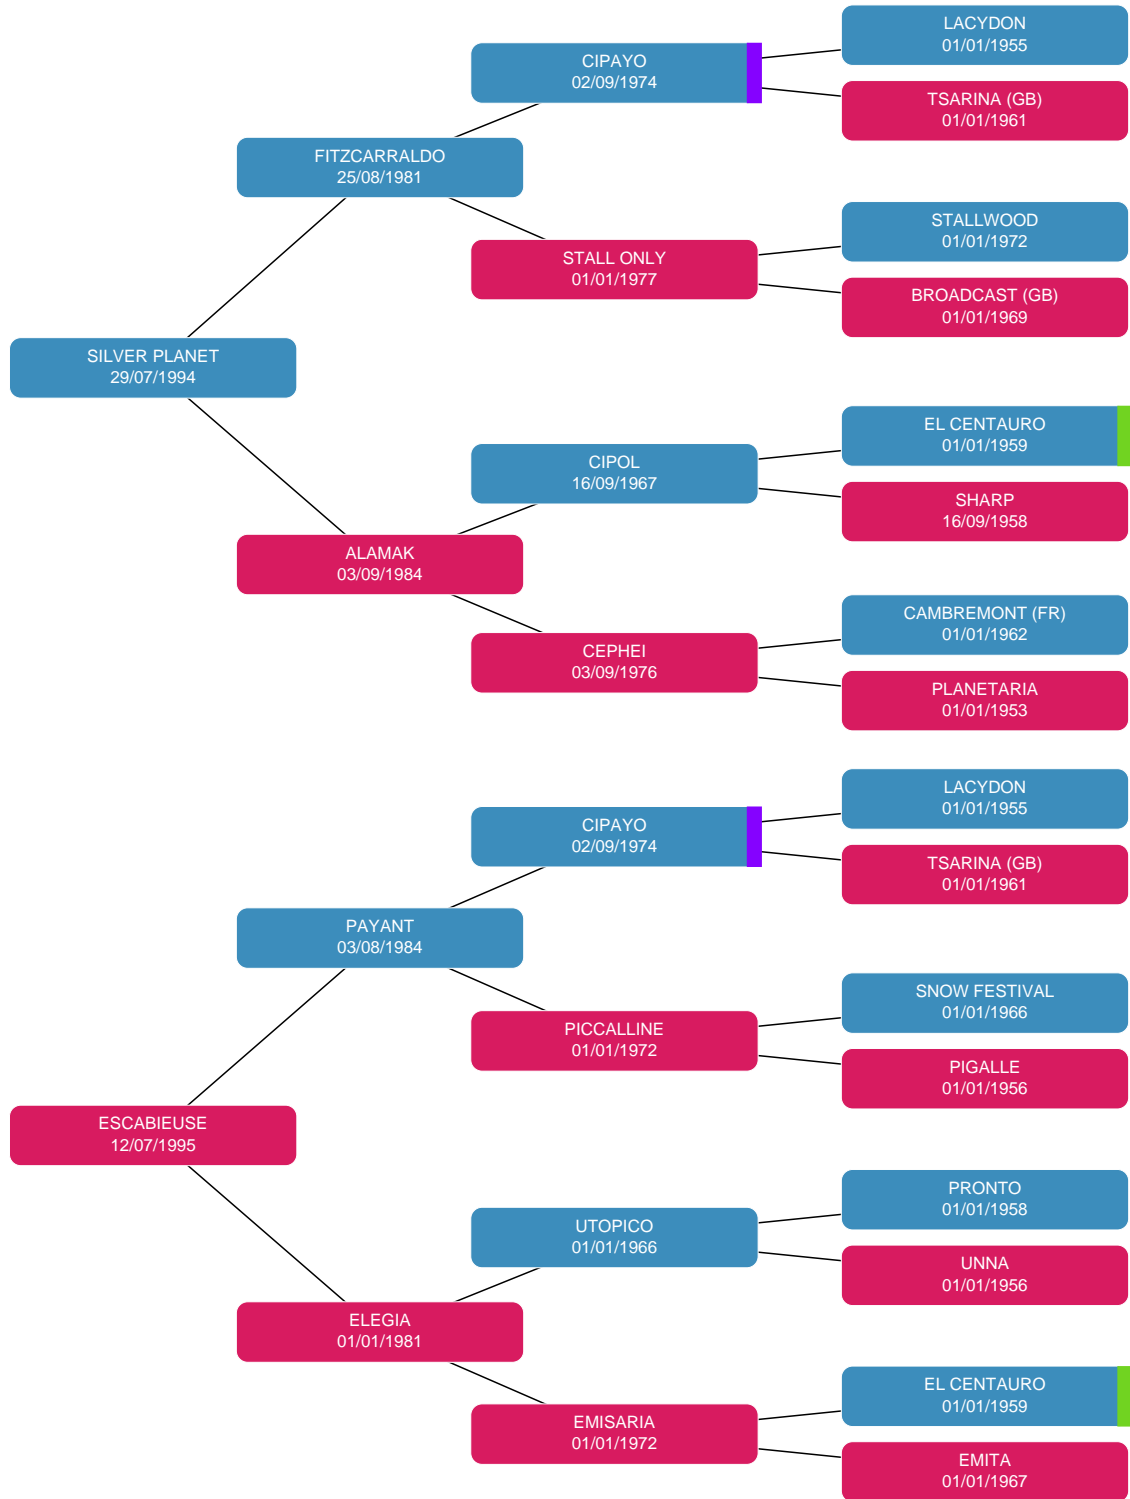 LACYDON
01/01/1955
CIPAYO
02/09/1974
TSARINA (GB)
01/01/1961
FITZCARRALDO
25/08/1981
STALLWOOD
01/01/1972
STALL ONLY
01/01/1977
BROADCAST (GB)
01/01/1969
SILVER PLANET
29/07/1994
EL CENTAURO
01/01/1959
CIPOL
16/09/1967
SHARP
16/09/1958
ALAMAK
03/09/1984
CAMBREMONT (FR)
01/01/1962
CEPHEI
03/09/1976
PLANETARIA
01/01/1953
LACYDON
01/01/1955
CIPAYO
02/09/1974
TSARINA (GB)
01/01/1961
PAYANT
03/08/1984
SNOW FESTIVAL
01/01/1966
PICCALLINE
01/01/1972
PIGALLE
01/01/1956
ESCABIEUSE
12/07/1995
PRONTO
01/01/1958
UTOPICO
01/01/1966
UNNA
01/01/1956
ELEGIA
01/01/1981
EL CENTAURO
01/01/1959
EMISARIA
01/01/1972
EMITA
01/01/1967